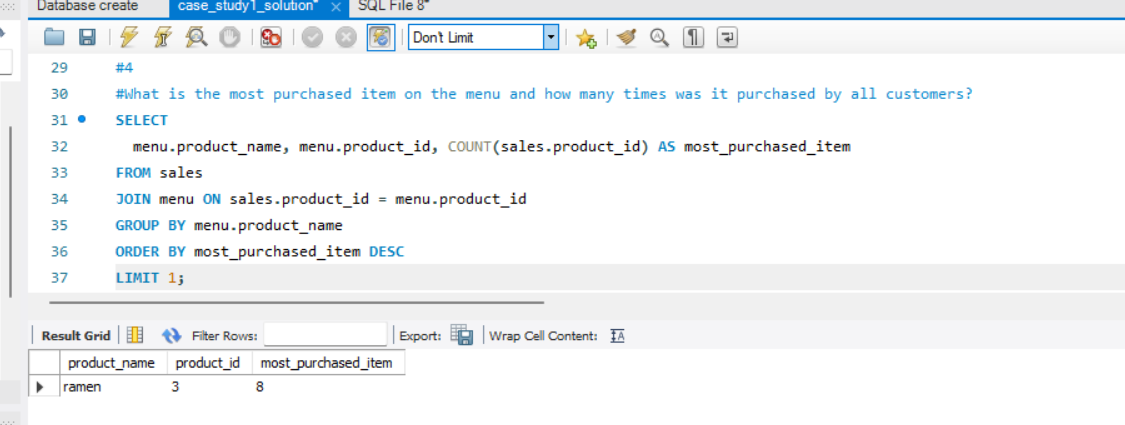 Database create case_study1_solution* × SQL File 8*
Don't Limit
29 #4
30 #What is the most purchased item on the menu and how many times was it purchased by all customers?
31 SELECT
32 menu.product_name, menu.product_id, COUNT(sales.product_id) AS most_purchased_item
33 FROM sales
34 JOIN menu ON sales.product_id = menu.product_id
35 GROUP BY menu.product_name
36 ORDER BY most_purchased_item DESC
37 LIMIT 1;
Result Grid Filter Rows: Export: Wrap Cell Content: IA
product_name product_id most_purchased_item
ramen 3 8